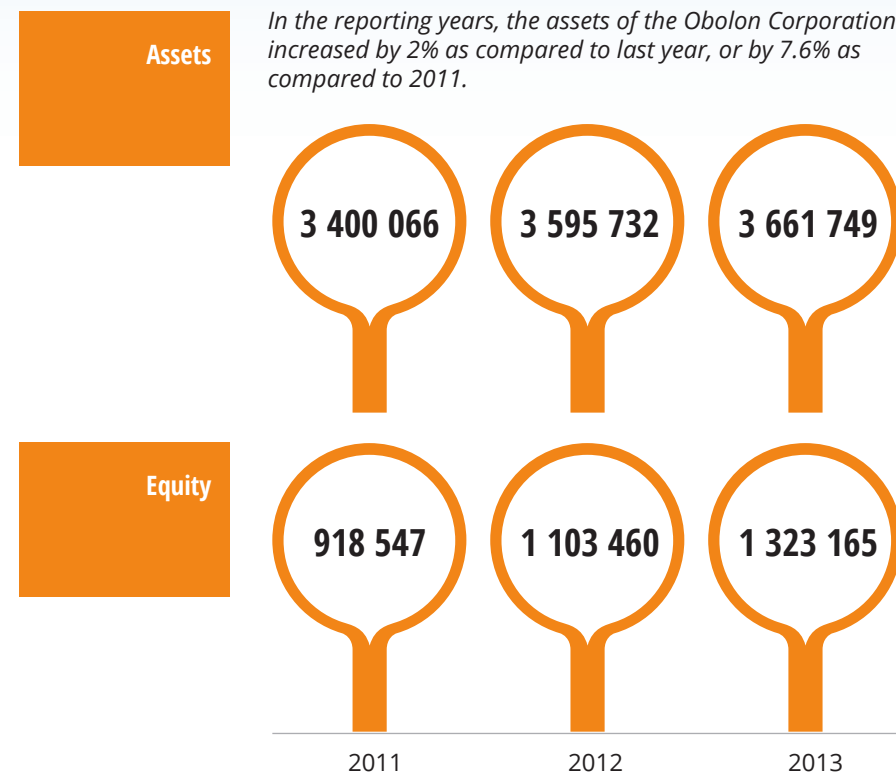 Assets
In the reporting years, the assets of the Obolon Corporation
increased by 2% as compared to last year, or by 7.6% as
compared to 2011.
3 400 066
3 595 732
3 661 749
Equity
918 547
1 103 460
1 323 165
2011
2012
2013